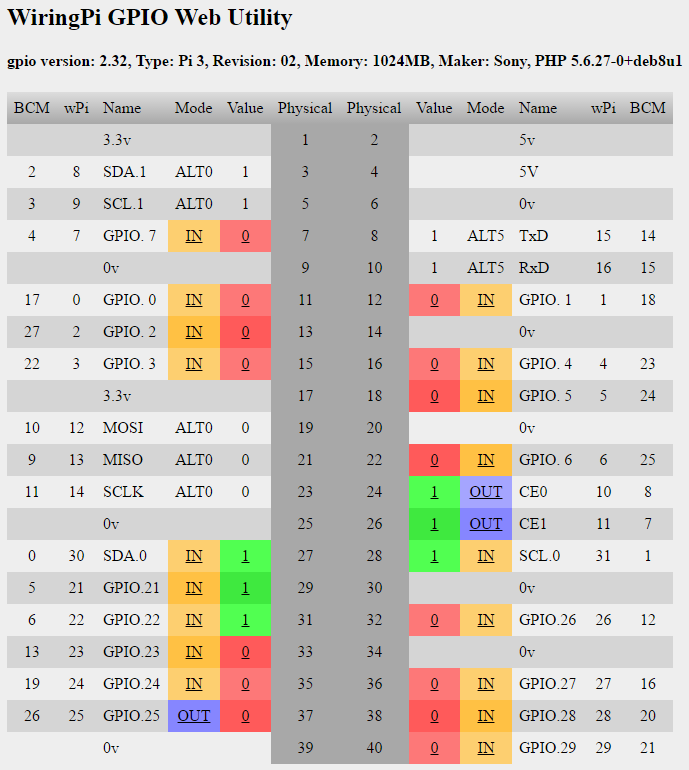 WiringPi GPIO Web Utility
gpio version: 2.32, Type: Pi 3, Revision: 02, Memory: 1024MB, Maker: Sony, PHP 5.6.27-0+deb8u1
BCM wPi Name Mode Value Physical Physical Value Mode Name wPi BCM
3.3v 1 2 5v
2 8 SDA.1 ALT0 1 3 4 5V
3 9 SCL.1 ALT0 1 5 6 0v
4 7 GPIO. 7 IN 0 7 8 1 ALT5 TxD 15 14
0v 9 10 1 ALT5 RxD 16 15
17 0 GPIO. 0 IN 0 11 12 0 IN GPIO. 1 1 18
27 2 GPIO. 2 IN 0 13 14 0v
22 3 GPIO. 3 IN 0 15 16 0 IN GPIO. 4 4 23
3.3v 17 18 0 IN GPIO. 5 5 24
10 12 MOSI ALT0 0 19 20 0v
9 13 MISO ALT0 0 21 22 0 IN GPIO. 6 6 25
11 14 SCLK ALT0 0 23 24 1 OUT CE0 10 8
0v 25 26 1 OUT CE1 11 7
0 30 SDA.0 IN 1 27 28 1 IN SCL.0 31 1
5 21 GPIO.21 IN 1 29 30 0v
6 22 GPIO.22 IN 1 31 32 0 IN GPIO.26 26 12
13 23 GPIO.23 IN 0 33 34 0v
19 24 GPIO.24 IN 0 35 36 0 IN GPIO.27 27 16
26 25 GPIO.25 OUT 0 37 38 0 IN GPIO.28 28 20
0v 39 40 0 IN GPIO.29 29 21